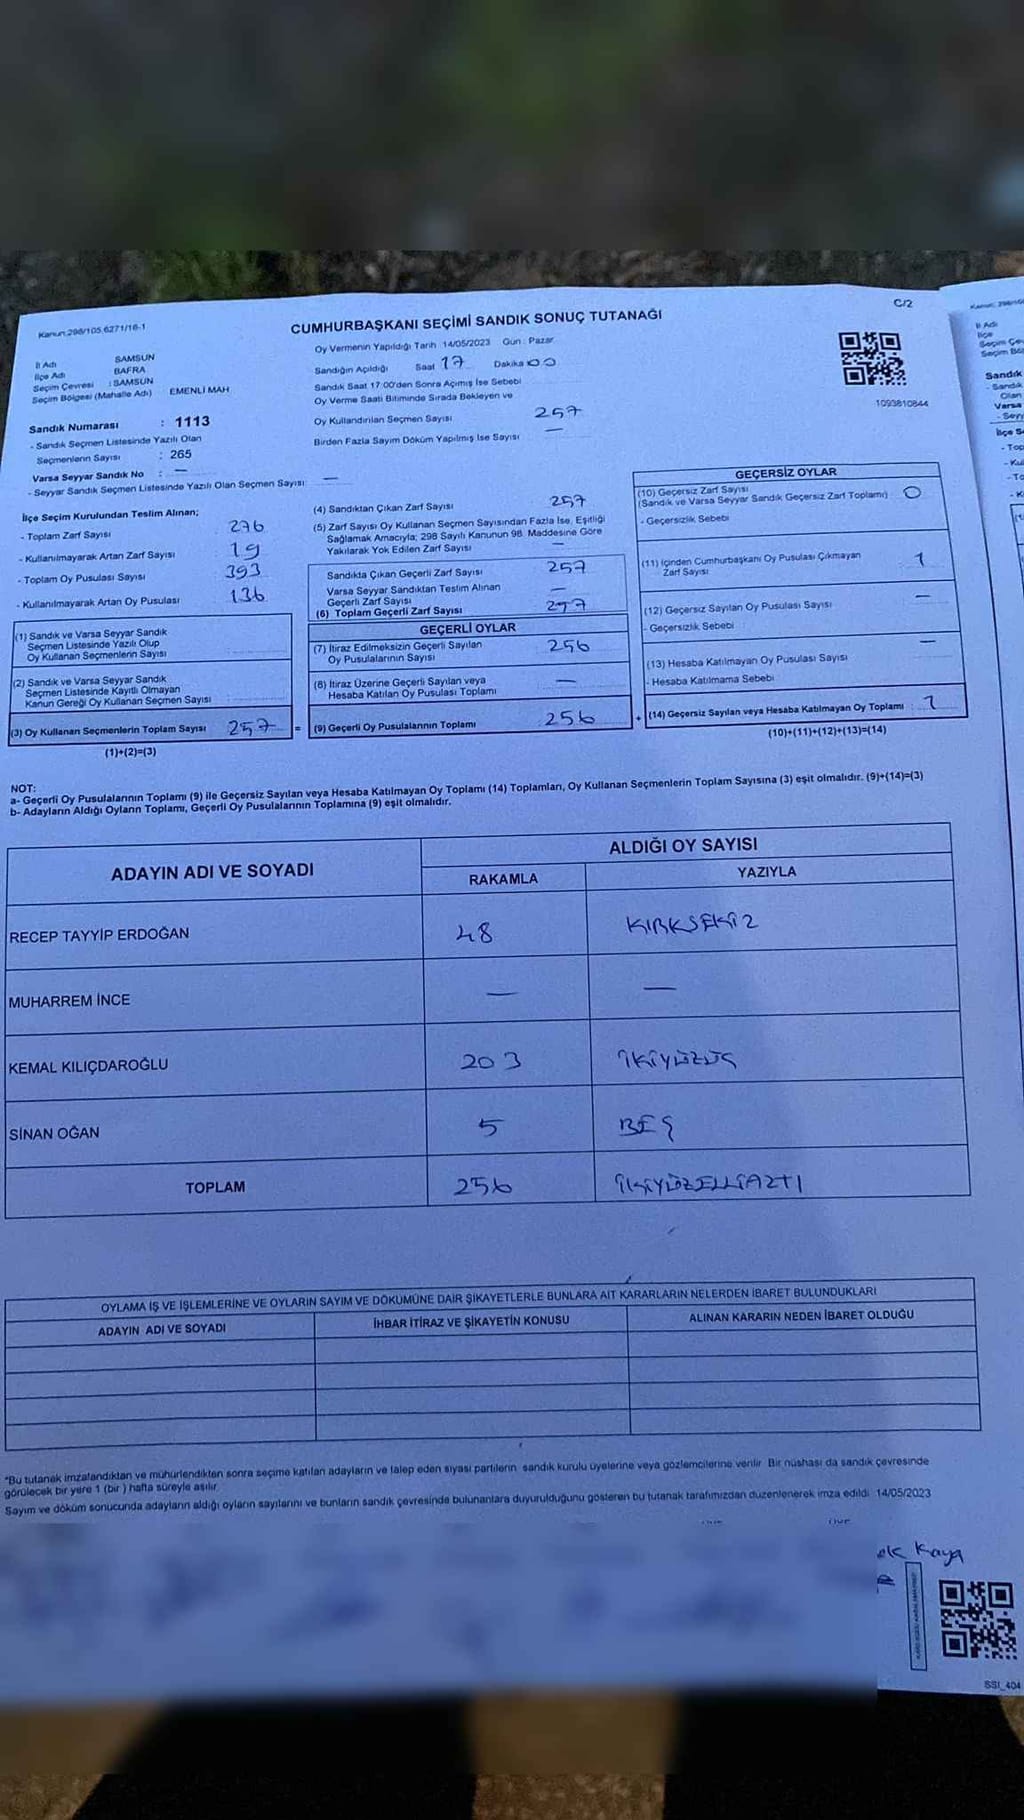 C/2
Kanun:298/105,6271/16-1
CUMHURBAŞKANI SEÇİMİ SANDIK SONUÇ TUTANAĞI
İl Adı SAMSUN
İlçe Adı BAFRA
Seçim Çevresi : SAMSUN
Seçim Bölgesi (Mahalle Adı) EMENLİ MAH
Sandık Numarası : 1113
- Sandık Seçmen Listesinde Yazılı Olan
Seçmenlerin Sayısı : 265
Varsa Seyyar Sandık No : —
- Seyyar Sandık Seçmen Listesinde Yazılı Olan Seçmen Sayısı —
Oy Vermenin Yapıldığı Tarih 14/05/2023 Gün : Pazar
Sandığın Açıldığı Saat 17 Dakika 00
Sandık Saat 17:00'den Sonra Açımış İse Sebebi
Oy Verme Saati Bitiminde Sırada Bekleyen ve
Oy Kullandırılan Seçmen Sayısı 257
Birden Fazla Sayım Döküm Yapılmış İse Sayısı —
1093810844
İlçe Seçim Kurulundan Teslim Alınan;
- Toplam Zarf Sayısı 276
- Kullanılmayarak Artan Zarf Sayısı 19
- Toplam Oy Pusulası Sayısı 393
- Kullanılmayarak Artan Oy Pusulası 136
(1) Sandık ve Varsa Seyyar Sandık
Seçmen Listesinde Yazılı Olup
Oy Kullanan Seçmenlerin Sayısı
(2) Sandık ve Varsa Seyyar Sandık
Seçmen Listesinde Kayıtlı Olmayan
Kanun Gereği Oy Kullanan Seçmen Sayısı
(3) Oy Kullanan Seçmenlerin Toplam Sayısı 257 =
(1)+(2)=(3)
(4) Sandıktan Çıkan Zarf Sayısı 257
(5) Zarf Sayısı Oy Kullanan Seçmen Sayısından Fazla İse, Eşitliği
Sağlamak Amacıyla; 298 Sayılı Kanunun 98. Maddesine Göre
Yakılarak Yok Edilen Zarf Sayısı —
Sandıkta Çıkan Geçerli Zarf Sayısı 257
Varsa Seyyar Sandıktan Teslim Alınan
Geçerli Zarf Sayısı —
(6) Toplam Geçerli Zarf Sayısı 257
GEÇERLİ OYLAR
(7) İtiraz Edilmeksizin Geçerli Sayılan
Oy Pusulalarının Sayısı 256
(8) İtiraz Üzerine Geçerli Sayılan veya
Hesaba Katılan Oy Pusulası Toplamı —
(9) Geçerli Oy Pusulalarının Toplamı 256 +
GEÇERSİZ OYLAR
(10) Geçersiz Zarf Sayısı
(Sandık ve Varsa Seyyar Sandık Geçersiz Zarf Toplamı) 0
- Geçersizlik Sebebi
(11) İçinden Cumhurbaşkanı Oy Pusulası Çıkmayan
Zarf Sayısı 1
(12) Geçersiz Sayılan Oy Pusulası Sayısı —
- Geçersizlik Sebebi
(13) Hesaba Katılmayan Oy Pusulası Sayısı —
- Hesaba Katılmama Sebebi
(14) Geçersiz Sayılan veya Hesaba Katılmayan Oy Toplamı : 1
(10)+(11)+(12)+(13)=(14)
NOT:
a- Geçerli Oy Pusulalarının Toplamı (9) ile Geçersiz Sayılan veya Hesaba Katılmayan Oy Toplamı (14) Toplamları, Oy Kullanan Seçmenlerin Toplam Sayısına (3) eşit olmalıdır. (9)+(14)=(3)
b- Adayların Aldığı Oyların Toplamı, Geçerli Oy Pusulalarının Toplamına (9) eşit olmalıdır.
ADAYIN ADI VE SOYADI ALDIĞI OY SAYISI
RAKAMLA YAZIYLA
RECEP TAYYİP ERDOĞAN 48 KIRKSEKİZ
MUHARREM İNCE — —
KEMAL KILIÇDAROĞLU 203 İKİYÜZÜÇ
SİNAN OĞAN 5 BEŞ
TOPLAM 256 İKİYÜZELLİALTI
OYLAMA İŞ VE İŞLEMLERİNE VE OYLARIN SAYIM VE DÖKÜMÜNE DAİR ŞİKAYETLERLE BUNLARA AİT KARARLARIN NELERDEN İBARET BULUNDUKLARI
ADAYIN ADI VE SOYADI İHBAR İTİRAZ VE ŞİKAYETİN KONUSU ALINAN KARARIN NEDEN İBARET OLDUĞU
*Bu tutanak imzalandıktan ve mühürlendikten sonra seçime katılan adayların ve talep eden siyasi partilerin sandık kurulu üyelerine veya gözlemcilerine verilir. Bir nüshası da sandık çevresinde
görülecek bir yere 1 (bir ) hafta süreyle asılır.
Sayım ve döküm sonucunda adayların aldığı oyların sayılarını ve bunların sandık çevresinde bulunanlara duyurulduğunu gösteren bu tutanak tarafımızdan düzenlenerek imza edildi. 14/05/2023
Kaya
SSI_404
İl Adı
İlçe
Seçim Çe
Seçim Bö
Sandık
- Sandık
Olan
Varsa
- Seyy
İlçe S
- Top
- Kul
- To
- K